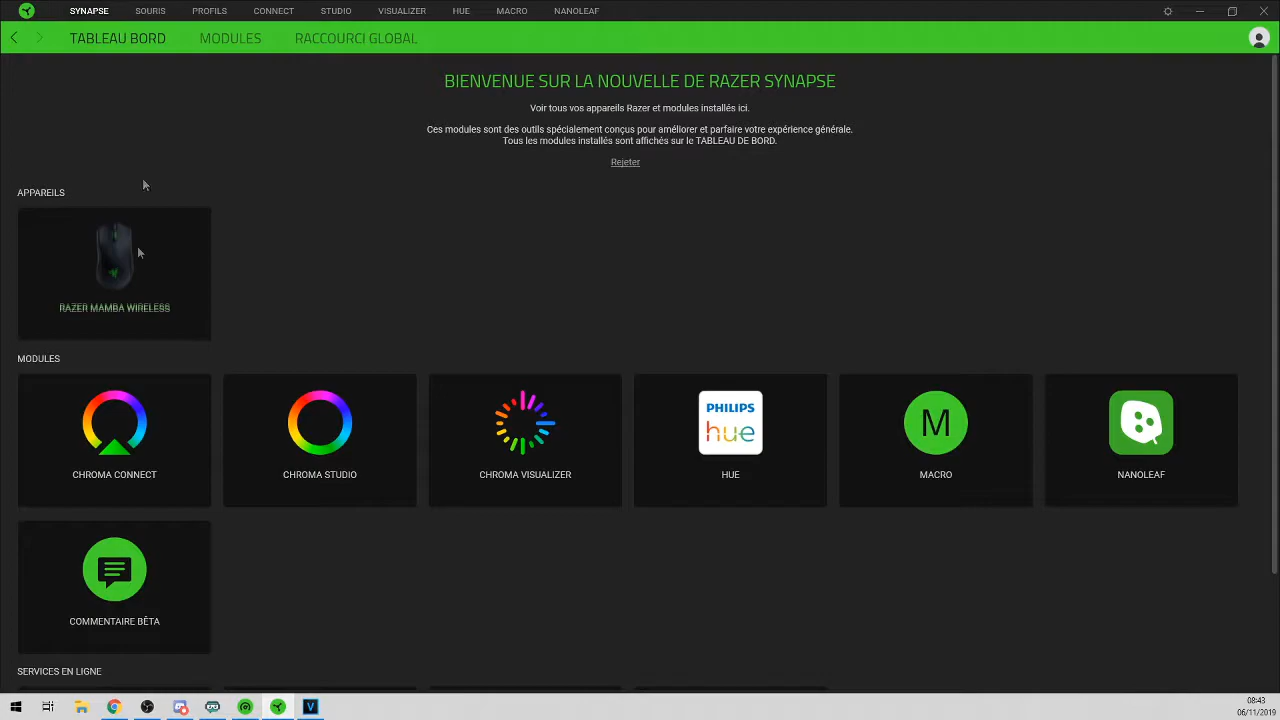 SYNAPSE SOURIS PROFILS CONNECT STUDIO VISUALIZER HUE MACRO NANOLEAF
TABLEAU BORD MODULES RACCOURCI GLOBAL
BIENVENUE SUR LA NOUVELLE DE RAZER SYNAPSE
Voir tous vos appareils Razer et modules installés ici.
Ces modules sont des outils spécialement conçus pour améliorer et parfaire votre expérience générale.
Tous les modules installés sont affichés sur le TABLEAU DE BORD.
Rejeter
APPAREILS
RAZER MAMBA WIRELESS
MODULES
PHILIPS
hue
M
CHROMA CONNECT CHROMA STUDIO CHROMA VISUALIZER HUE MACRO NANOLEAF
COMMENTAIRE BÊTA
SERVICES EN LIGNE
V
08:43
06/11/2019